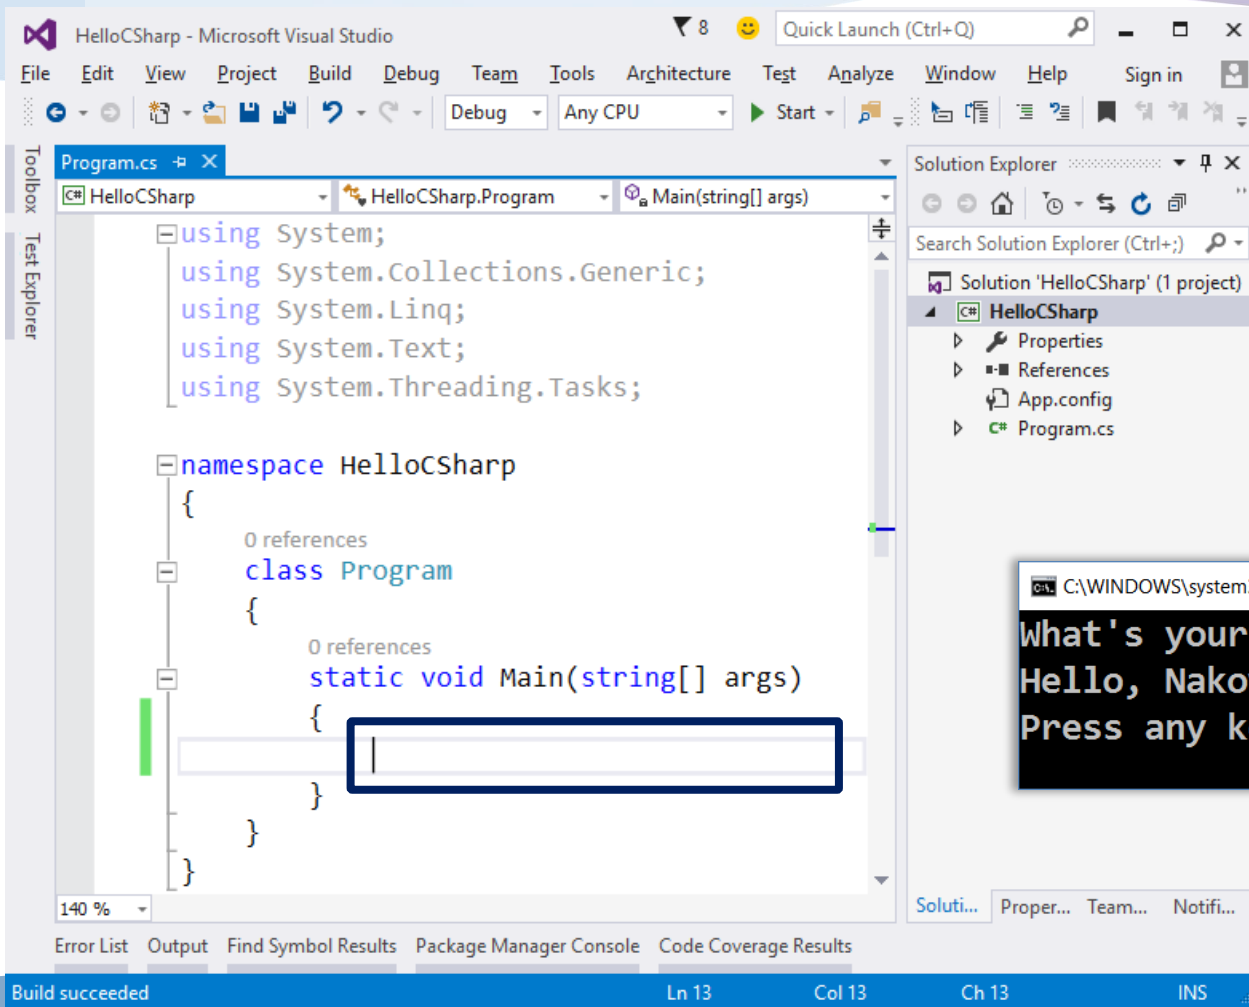 HelloCSharp - Microsoft Visual Studio
8
Quick Launch (Ctrl+Q)
File Edit View Project Build Debug Team Tools Architecture Test Analyze Window Help Sign in
Debug Any CPU Start
Toolbox
Test Explorer
Program.cs
C# HelloCSharp HelloCSharp.Program Main(string[] args)
using System;
using System.Collections.Generic;
using System.Linq;
using System.Text;
using System.Threading.Tasks;
namespace HelloCSharp
{
0 references
class Program
{
0 references
static void Main(string[] args)
{
}
}
}
140 %
Solution Explorer
Search Solution Explorer (Ctrl+;)
Solution 'HelloCSharp' (1 project)
C# HelloCSharp
Properties
References
App.config
C# Program.cs
C:\WINDOWS\system
What's your
Hello, Nako
Press any k
Soluti... Proper... Team... Notifi...
Error List Output Find Symbol Results Package Manager Console Code Coverage Results
Build succeeded Ln 13 Col 13 Ch 13 INS